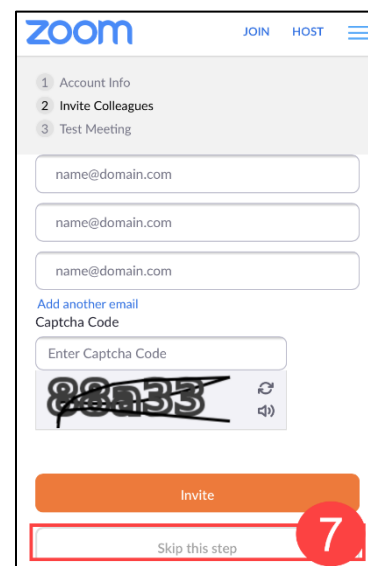 zoom JOIN HOST
1 Account Info
2 Invite Colleagues
3 Test Meeting
name@domain.com
name@domain.com
name@domain.com
Add another email
Captcha Code
Enter Captcha Code
88a33
Invite
Skip this step
7